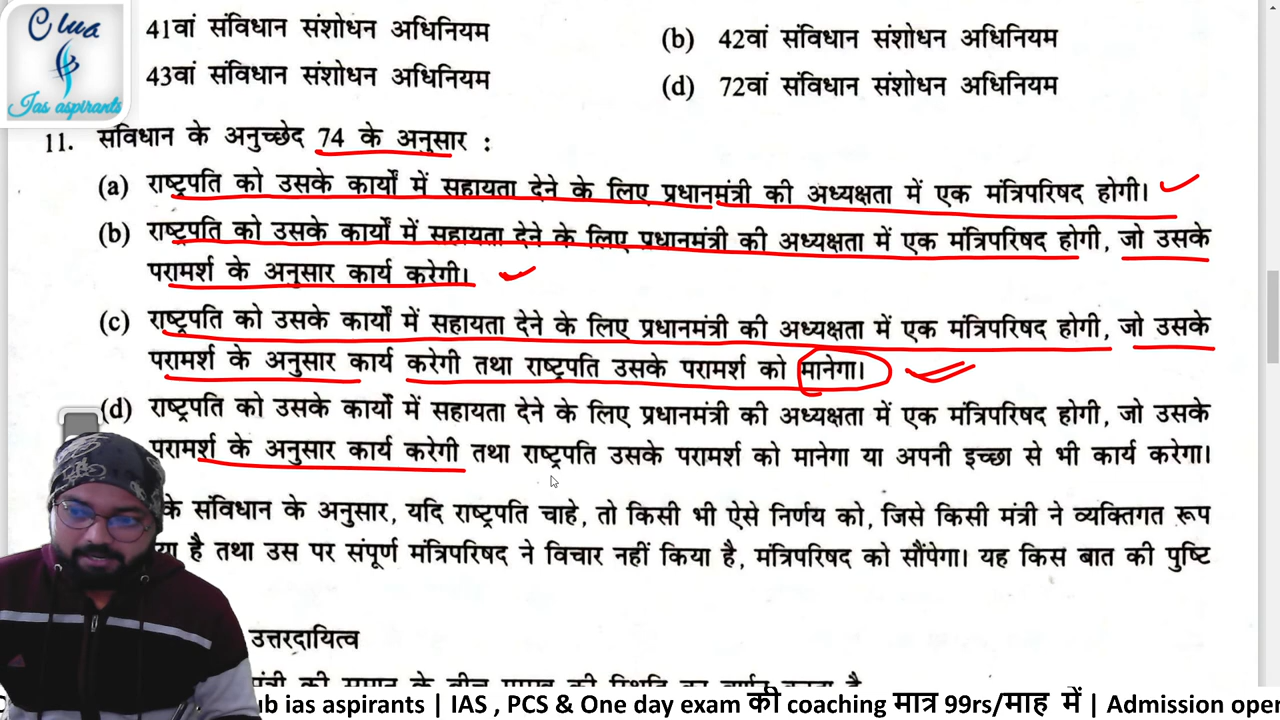 Clua
Ias aspirants
41वां संविधान संशोधन अधिनियम
(b) 42वां संविधान संशोधन अधिनियम
43वां संविधान संशोधन अधिनियम
(d) 72वां संविधान संशोधन अधिनियम
11. संविधान के अनुच्छेद 74 के अनुसार :
(a) राष्ट्रपति को उसके कार्यों में सहायता देने के लिए प्रधानमंत्री की अध्यक्षता में एक मंत्रिपरिषद होगी।
(b) राष्ट्रपति को उसके कार्यों में सहायता देने के लिए प्रधानमंत्री की अध्यक्षता में एक मंत्रिपरिषद होगी, जो उसके
परामर्श के अनुसार कार्य करेगी।
(c) राष्ट्रपति को उसके कार्यों में सहायता देने के लिए प्रधानमंत्री की अध्यक्षता में एक मंत्रिपरिषद होगी, जो उसके
परामर्श के अनुसार कार्य करेगी तथा राष्ट्रपति उसके परामर्श को मानेगा।
(d) राष्ट्रपति को उसके कार्यों में सहायता देने के लिए प्रधानमंत्री की अध्यक्षता में एक मंत्रिपरिषद होगी, जो उसके
परामर्श के अनुसार कार्य करेगी तथा राष्ट्रपति उसके परामर्श को मानेगा या अपनी इच्छा से भी कार्य करेगा।
के संविधान के अनुसार, यदि राष्ट्रपति चाहे, तो किसी भी ऐसे निर्णय को, जिसे किसी मंत्री ने व्यक्तिगत रूप
है तथा उस पर संपूर्ण मंत्रिपरिषद ने विचार नहीं किया है, मंत्रिपरिषद को सौंपेगा। यह किस बात की पुष्टि
उत्तरदायित्व
ub ias aspirants | IAS , PCS & One day exam की coaching मात्र 99rs/माह में | Admission open